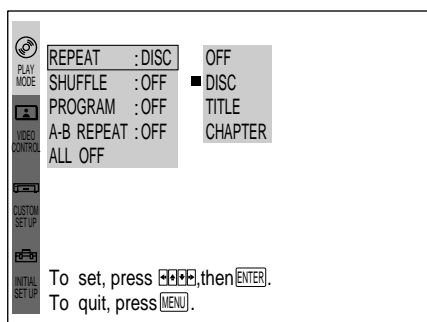 PLAY
MODE
VIDEO
CONTROL
CUSTOM
SET UP
INITIAL
SET UP
REPEAT :DISC
SHUFFLE :OFF
PROGRAM :OFF
A-B REPEAT :OFF
ALL OFF
OFF
DISC
TITLE
CHAPTER
To set, press ,then ENTER.
To quit, press MENU.